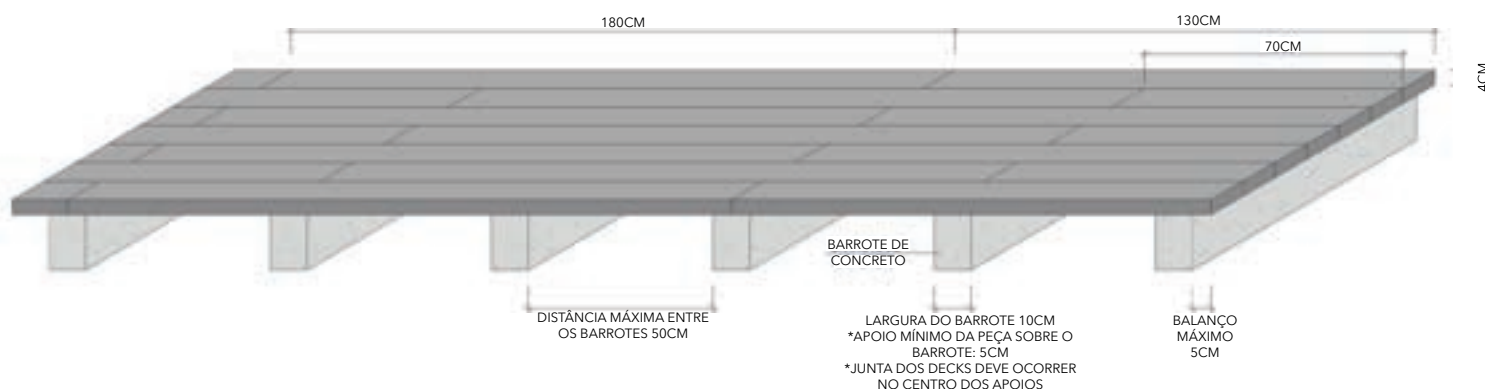 180CM
130CM
70CM
4CM
BARROTE DE
CONCRETO
DISTÂNCIA MÁXIMA ENTRE
OS BARROTES 50CM
LARGURA DO BARROTE 10CM
*APOIO MÍNIMO DA PEÇA SOBRE O
BARROTE: 5CM
*JUNTA DOS DECKS DEVE OCORRER
NO CENTRO DOS APOIOS
BALANÇO
MÁXIMO
5CM